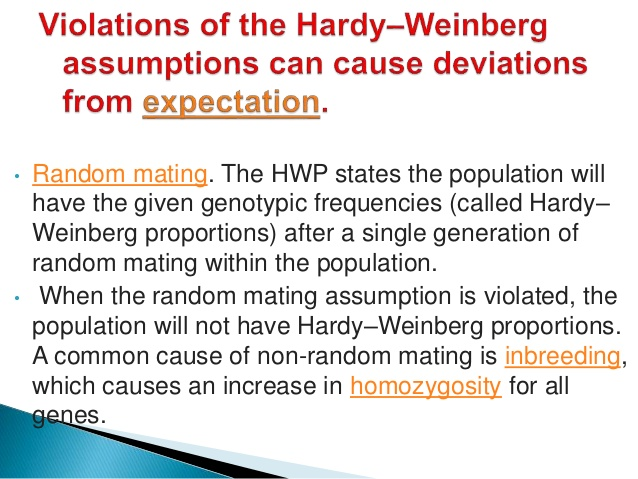 Violations of the Hardy–Weinberg
assumptions can cause deviations
from expectation.
• Random mating. The HWP states the population will
have the given genotypic frequencies (called Hardy–
Weinberg proportions) after a single generation of
random mating within the population.
• When the random mating assumption is violated, the
population will not have Hardy–Weinberg proportions.
A common cause of non-random mating is inbreeding,
which causes an increase in homozygosity for all
genes.